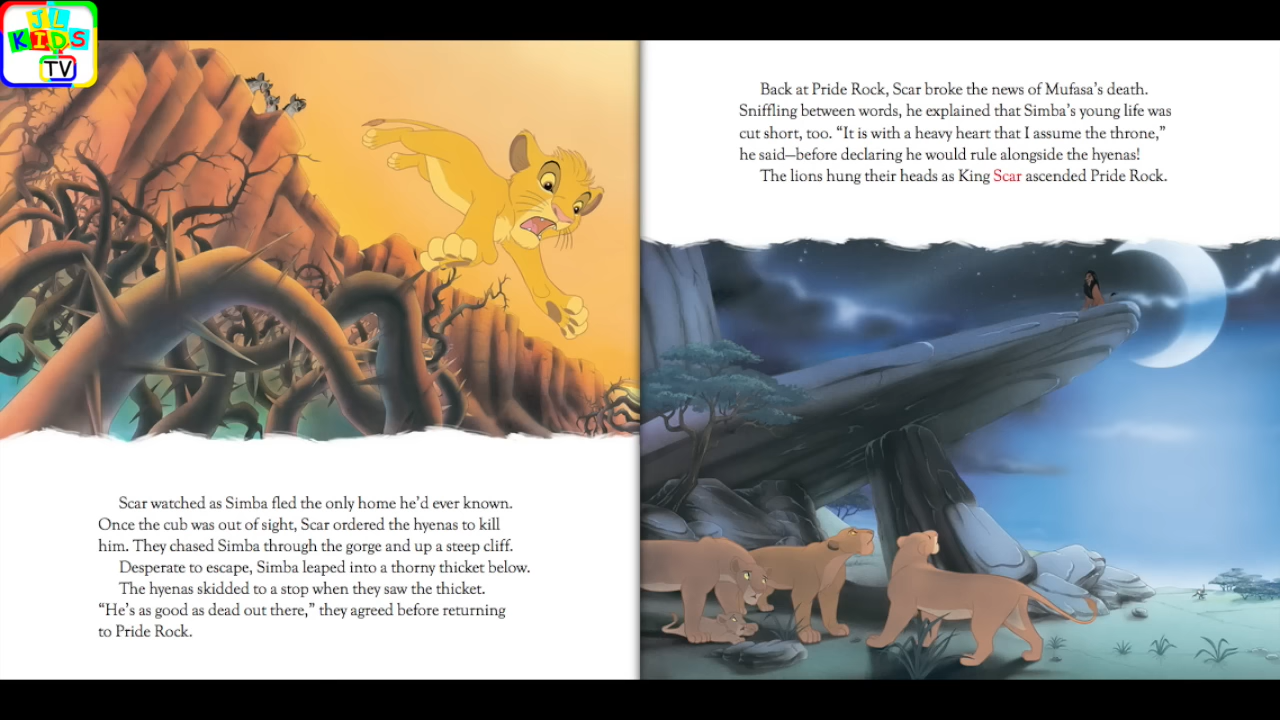 JL
KIDS
TV
Scar watched as Simba fled the only home he’d ever known.
Once the cub was out of sight, Scar ordered the hyenas to kill
him. They chased Simba through the gorge and up a steep cliff.
Desperate to escape, Simba leaped into a thorny thicket below.
The hyenas skidded to a stop when they saw the thicket.
“He’s as good as dead out there,” they agreed before returning
to Pride Rock.
Back at Pride Rock, Scar broke the news of Mufasa’s death.
Sniffling between words, he explained that Simba’s young life was
cut short, too. “It is with a heavy heart that I assume the throne,”
he said—before declaring he would rule alongside the hyenas!
The lions hung their heads as King Scar ascended Pride Rock.